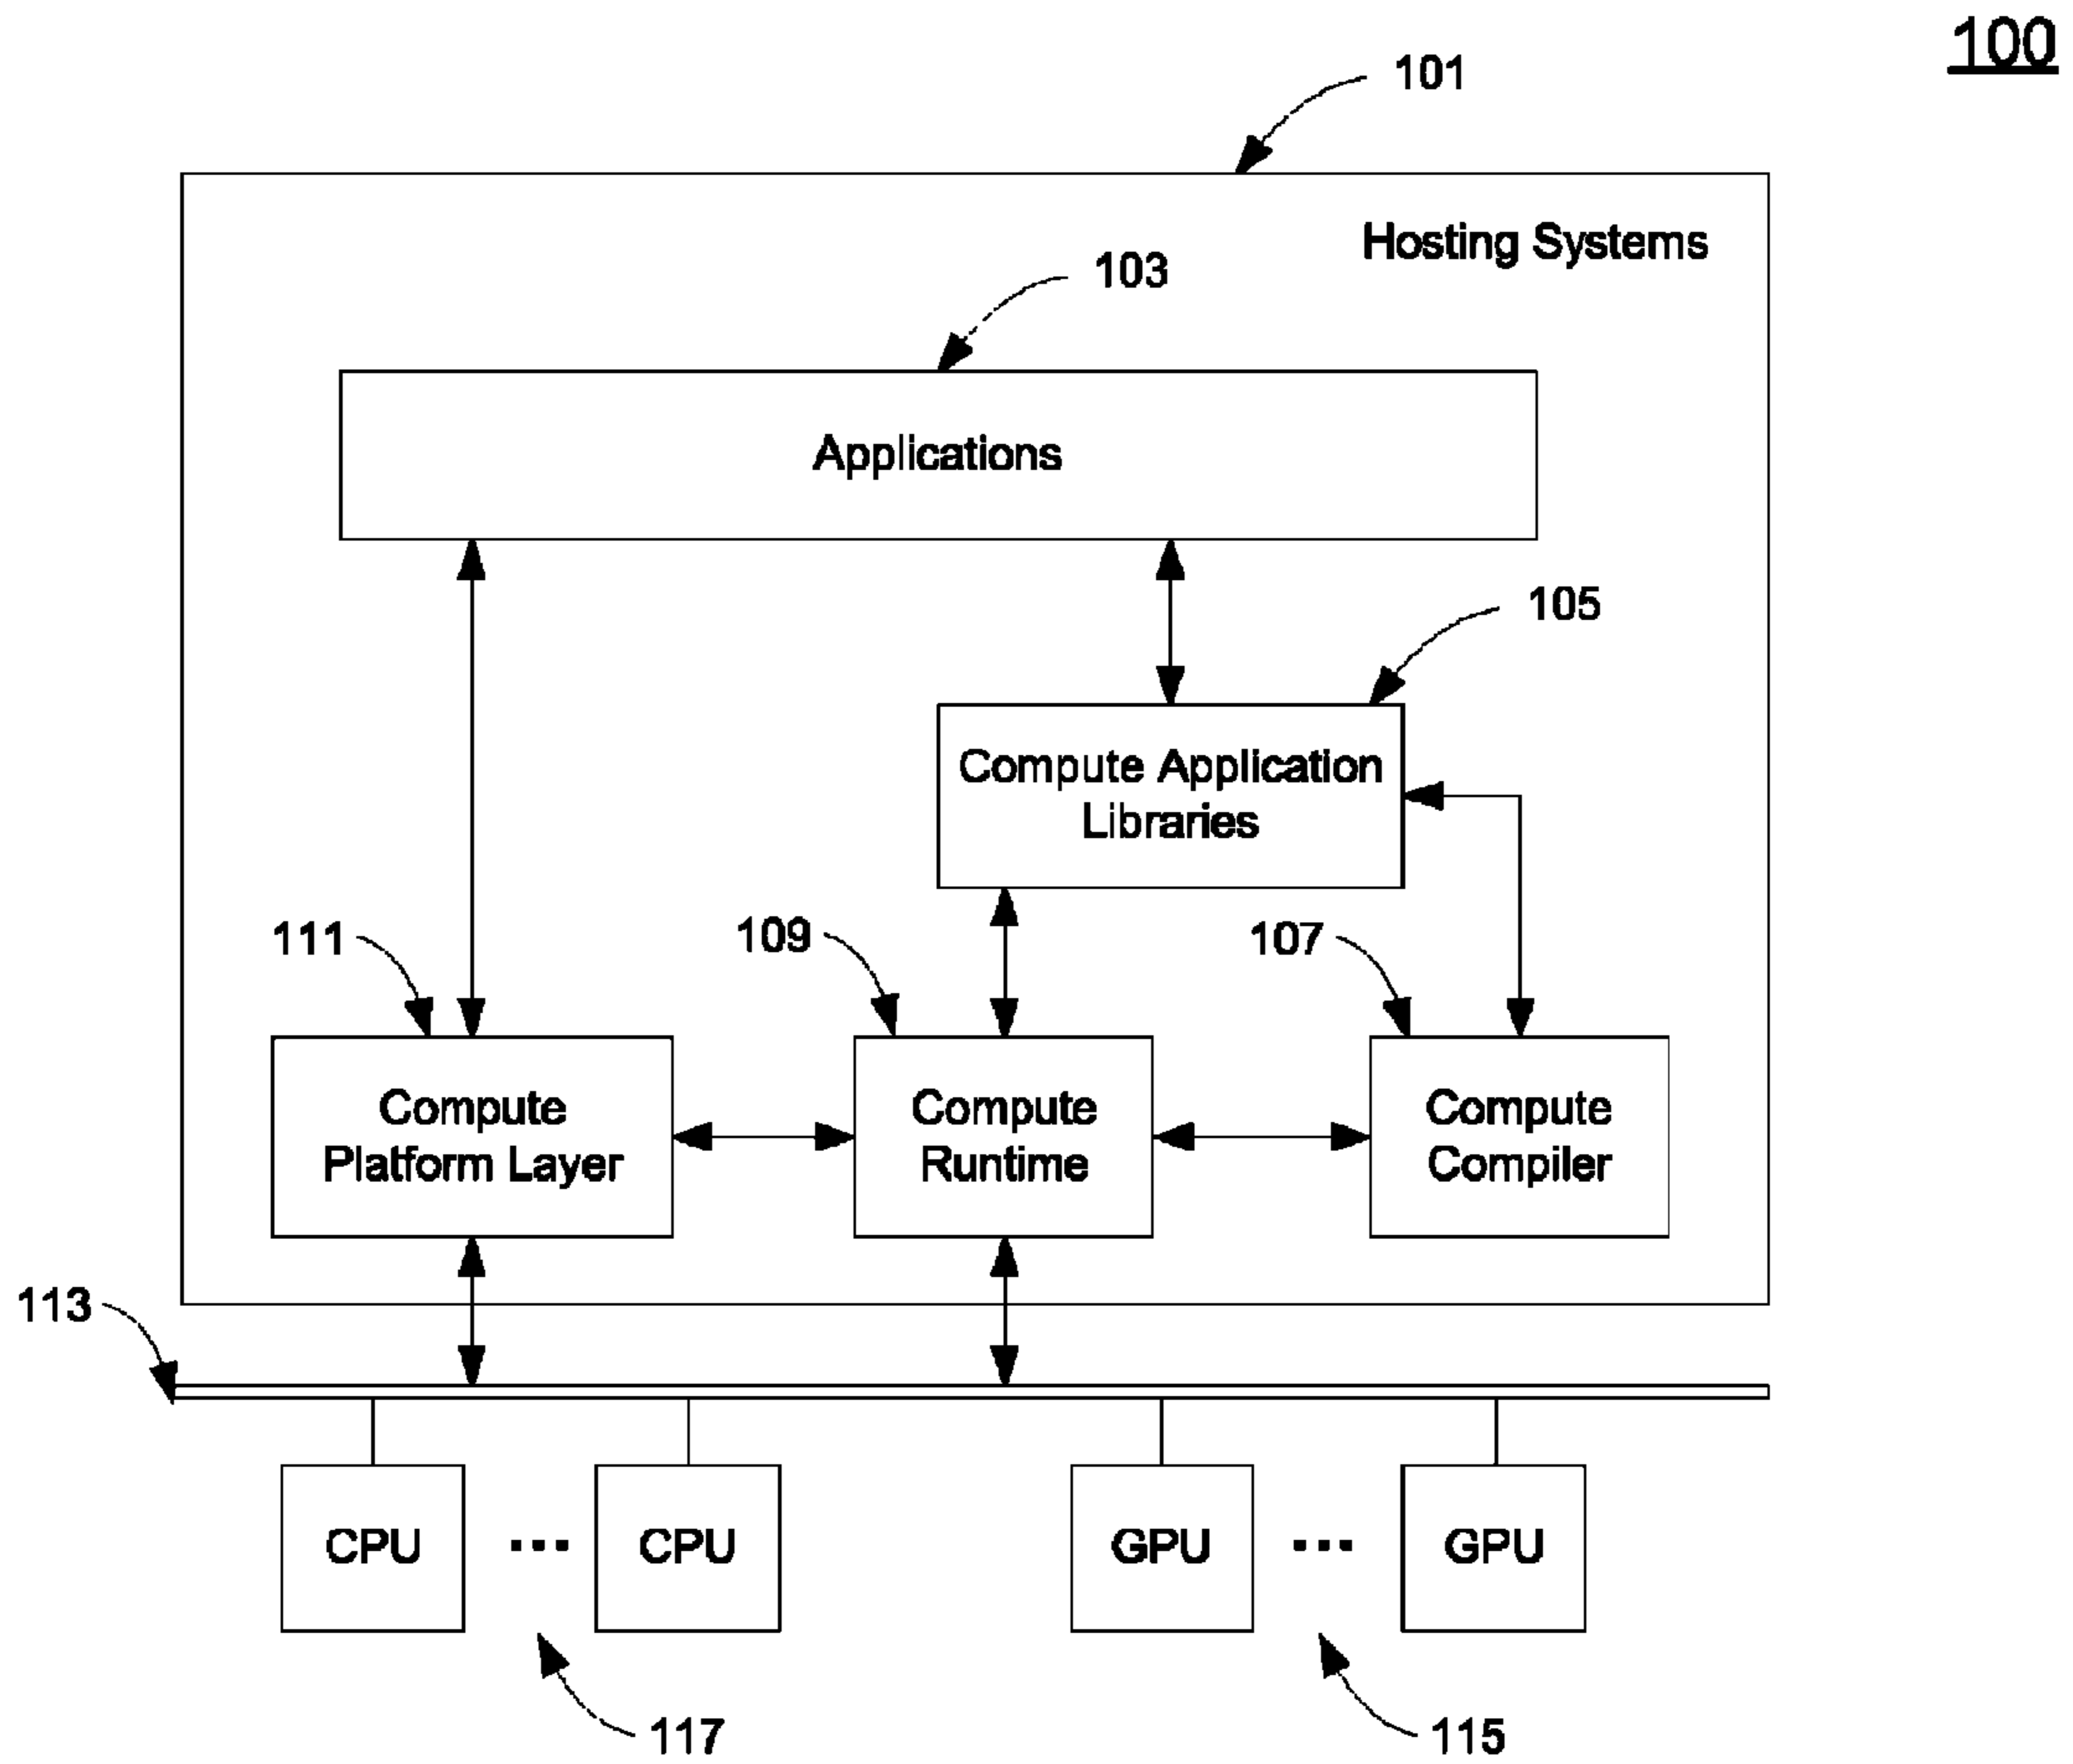 100
101
Hosting Systems
103
Applications
105
Compute Application
Libraries
111
109
107
Compute
Platform Layer
Compute
Runtime
Compute
Compiler
113
CPU
...
CPU
GPU
...
GPU
117
115